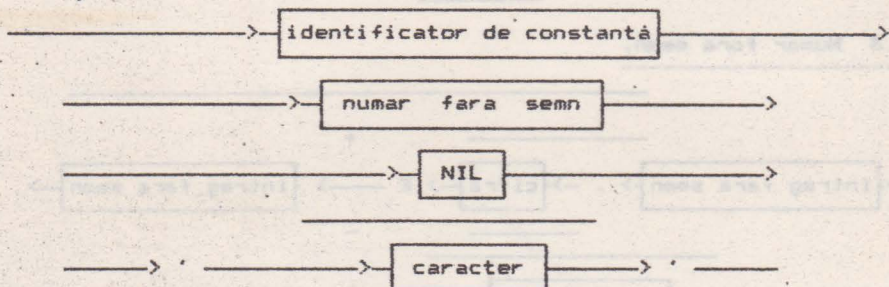 identificator de constantă
numar fara semn
NIL
' caracter '